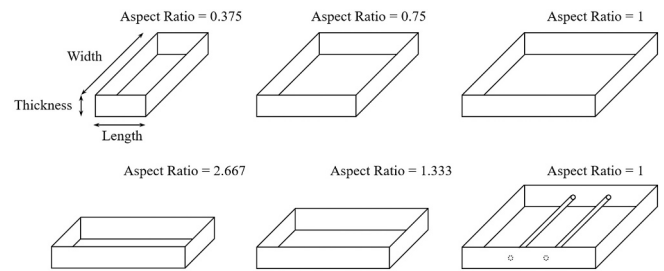 Aspect Ratio = 0.375
Aspect Ratio = 0.75
Aspect Ratio = 1
Width
Thickness
Length
Aspect Ratio = 2.667
Aspect Ratio = 1.333
Aspect Ratio = 1